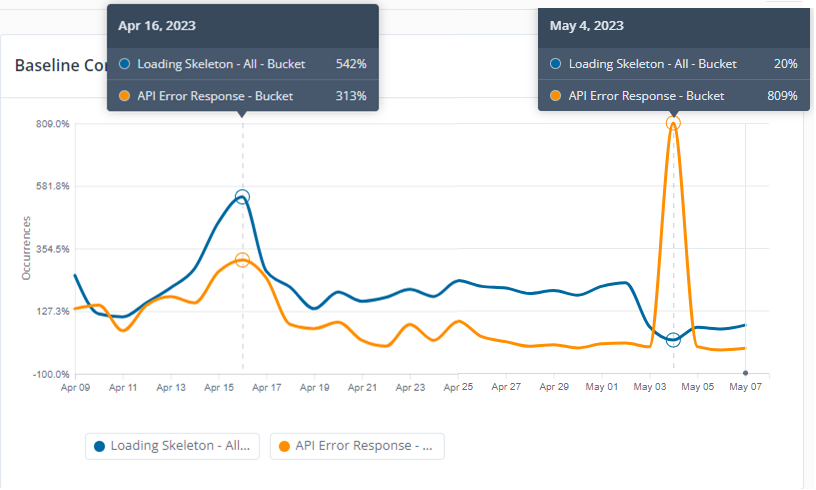 Apr 16, 2023
Loading Skeleton - All - Bucket 542%
API Error Response - Bucket 313%
May 4, 2023
Loading Skeleton - All - Bucket 20%
API Error Response - Bucket 809%
Baseline Co
809.0%
581.8%
354.5%
127.3%
-100.0%
Occurrences
Apr 09 Apr 11 Apr 13 Apr 15 Apr 17 Apr 19 Apr 21 Apr 23 Apr 25 Apr 27 Apr 29 May 01 May 03 May 05 May 07
Loading Skeleton - All... API Error Response - ...